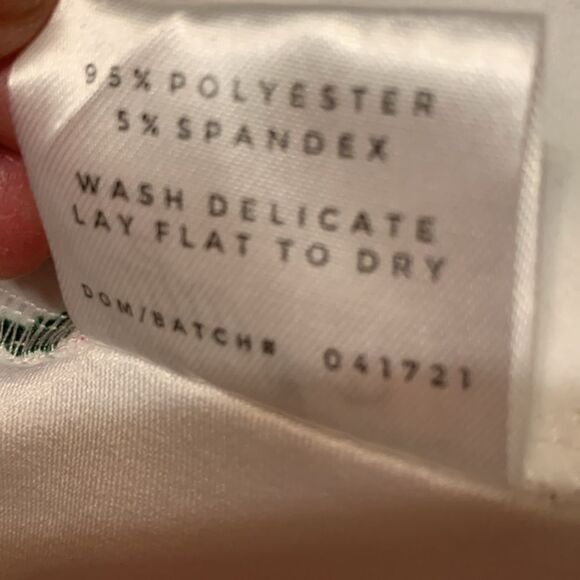 95% POLYESTER
5% SPANDEX
WASH DELICATE
LAY FLAT TO DRY
DOM/BATCH# 041721